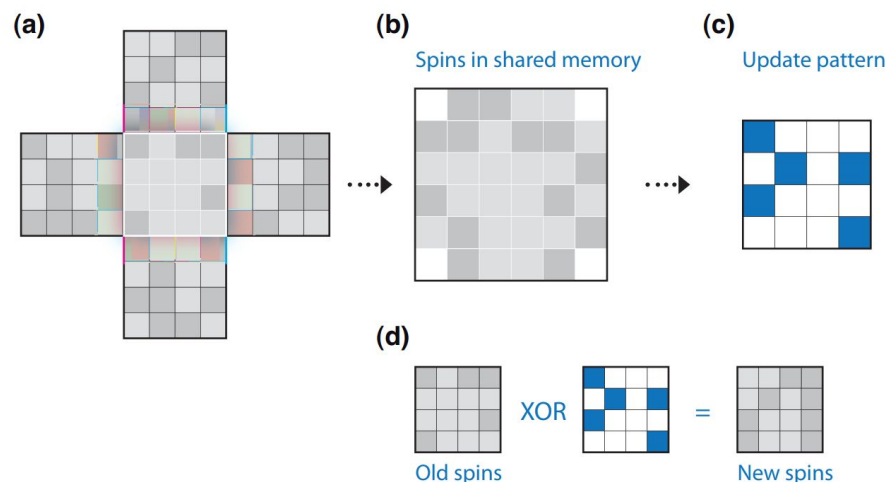 (a)
(b)
(c)
Spins in shared memory
Update pattern
(d)
XOR
=
Old spins
New spins